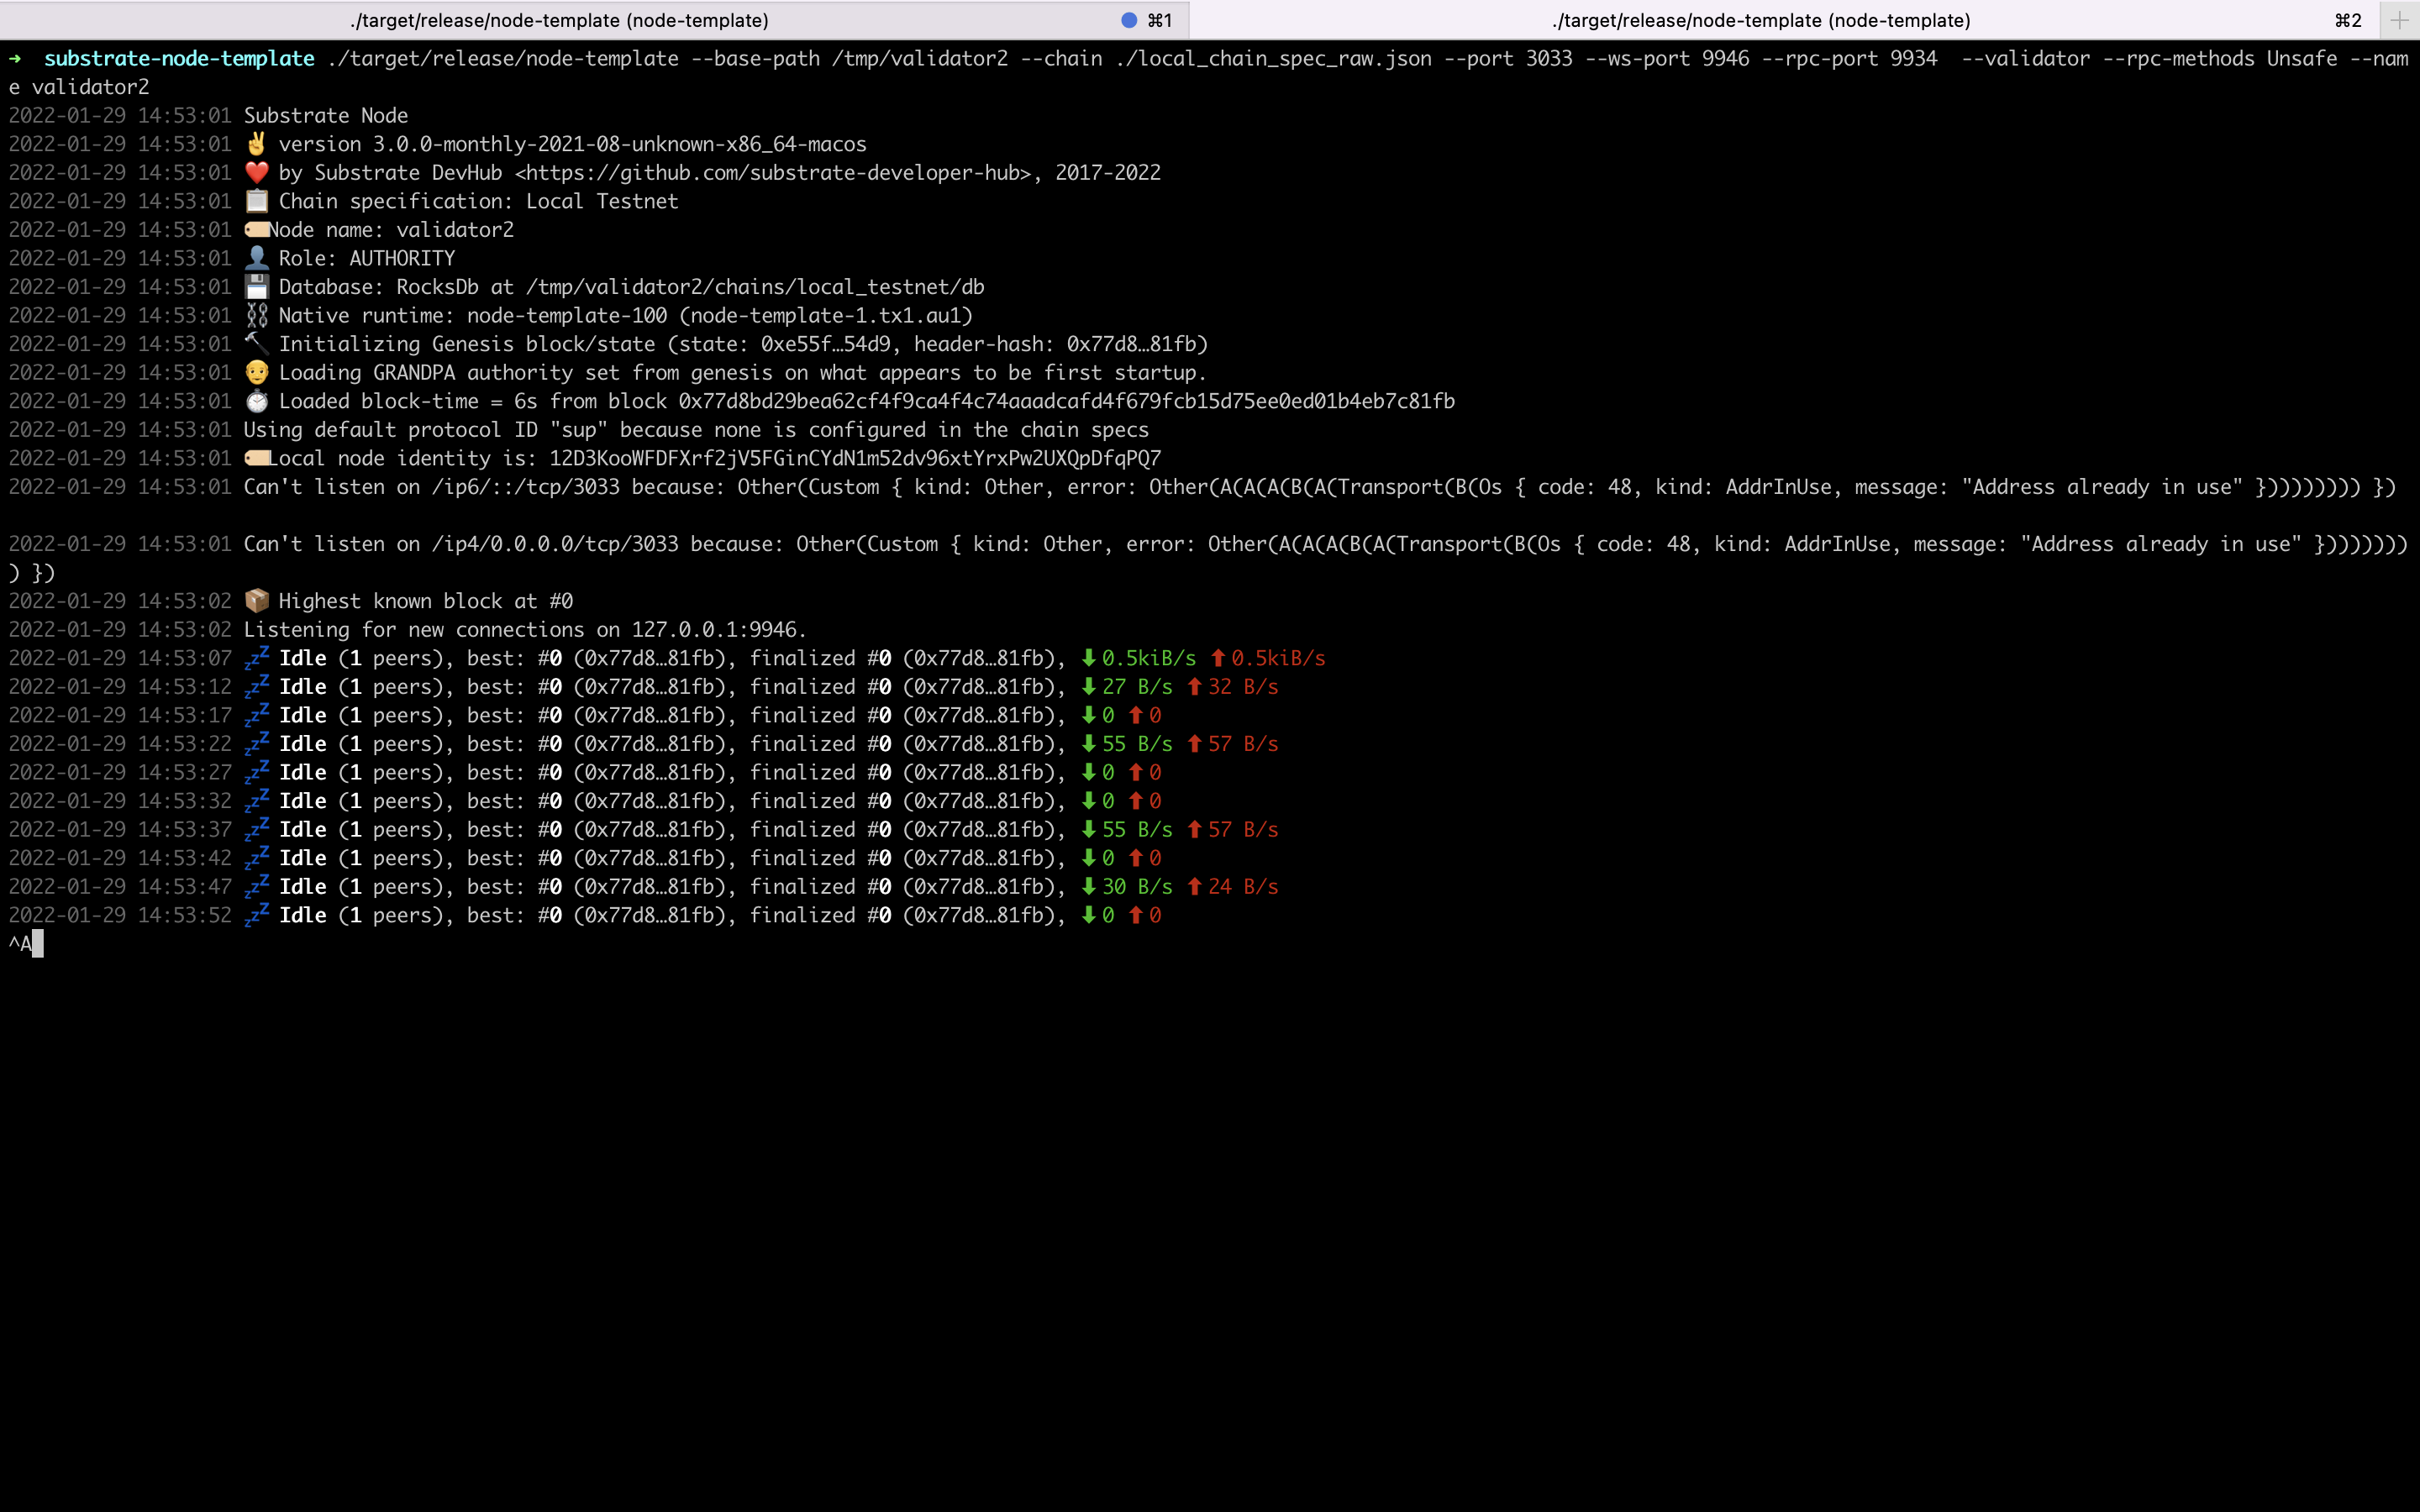 ./target/release/node-template (node-template) ⌘1 ./target/release/node-template (node-template) ⌘2
➜ substrate-node-template ./target/release/node-template --base-path /tmp/validator2 --chain ./local_chain_spec_raw.json --port 3033 --ws-port 9946 --rpc-port 9934  --validator --rpc-methods Unsafe --nam
e validator2
2022-01-29 14:53:01 Substrate Node
2022-01-29 14:53:01 ✌️ version 3.0.0-monthly-2021-08-unknown-x86_64-macos
2022-01-29 14:53:01 ❤️ by Substrate DevHub <https://github.com/substrate-developer-hub>, 2017-2022
2022-01-29 14:53:01 📋 Chain specification: Local Testnet
2022-01-29 14:53:01 🏷 Node name: validator2
2022-01-29 14:53:01 👤 Role: AUTHORITY
2022-01-29 14:53:01 💾 Database: RocksDb at /tmp/validator2/chains/local_testnet/db
2022-01-29 14:53:01 ⛓ Native runtime: node-template-100 (node-template-1.tx1.au1)
2022-01-29 14:53:01 🔨 Initializing Genesis block/state (state: 0xe55f…54d9, header-hash: 0x77d8…81fb)
2022-01-29 14:53:01 👴 Loading GRANDPA authority set from genesis on what appears to be first startup.
2022-01-29 14:53:01 ⏱ Loaded block-time = 6s from block 0x77d8bd29bea62cf4f9ca4f4c74aaadcafd4f679fcb15d75ee0ed01b4eb7c81fb
2022-01-29 14:53:01 Using default protocol ID "sup" because none is configured in the chain specs
2022-01-29 14:53:01 🏷 Local node identity is: 12D3KooWFDFXrf2jV5FGinCYdN1m52dv96xtYrxPw2UXQpDfqPQ7
2022-01-29 14:53:01 Can't listen on /ip6/::/tcp/3033 because: Other(Custom { kind: Other, error: Other(A(A(A(B(A(Transport(B(Os { code: 48, kind: AddrInUse, message: "Address already in use" }))))))))) })
2022-01-29 14:53:01 Can't listen on /ip4/0.0.0.0/tcp/3033 because: Other(Custom { kind: Other, error: Other(A(A(A(B(A(Transport(B(Os { code: 48, kind: AddrInUse, message: "Address already in use" }))))))))
) })
2022-01-29 14:53:02 📦 Highest known block at #0
2022-01-29 14:53:02 Listening for new connections on 127.0.0.1:9946.
2022-01-29 14:53:07 💤 Idle (1 peers), best: #0 (0x77d8…81fb), finalized #0 (0x77d8…81fb), ⬇ 0.5kiB/s ⬆ 0.5kiB/s
2022-01-29 14:53:12 💤 Idle (1 peers), best: #0 (0x77d8…81fb), finalized #0 (0x77d8…81fb), ⬇ 27 B/s ⬆ 32 B/s
2022-01-29 14:53:17 💤 Idle (1 peers), best: #0 (0x77d8…81fb), finalized #0 (0x77d8…81fb), ⬇ 0 ⬆ 0
2022-01-29 14:53:22 💤 Idle (1 peers), best: #0 (0x77d8…81fb), finalized #0 (0x77d8…81fb), ⬇ 55 B/s ⬆ 57 B/s
2022-01-29 14:53:27 💤 Idle (1 peers), best: #0 (0x77d8…81fb), finalized #0 (0x77d8…81fb), ⬇ 0 ⬆ 0
2022-01-29 14:53:32 💤 Idle (1 peers), best: #0 (0x77d8…81fb), finalized #0 (0x77d8…81fb), ⬇ 0 ⬆ 0
2022-01-29 14:53:37 💤 Idle (1 peers), best: #0 (0x77d8…81fb), finalized #0 (0x77d8…81fb), ⬇ 55 B/s ⬆ 57 B/s
2022-01-29 14:53:42 💤 Idle (1 peers), best: #0 (0x77d8…81fb), finalized #0 (0x77d8…81fb), ⬇ 0 ⬆ 0
2022-01-29 14:53:47 💤 Idle (1 peers), best: #0 (0x77d8…81fb), finalized #0 (0x77d8…81fb), ⬇ 30 B/s ⬆ 24 B/s
2022-01-29 14:53:52 💤 Idle (1 peers), best: #0 (0x77d8…81fb), finalized #0 (0x77d8…81fb), ⬇ 0 ⬆ 0
^A